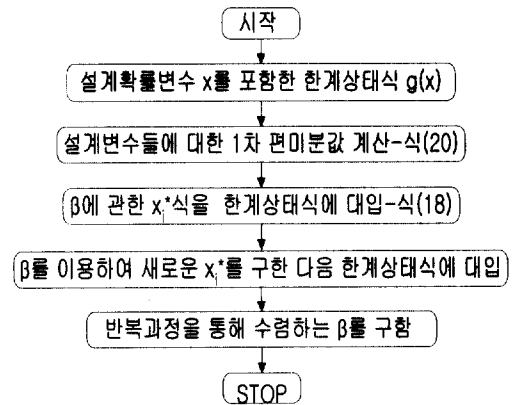 시작
설계확률변수 x를 포함한 한계상태식 g(x)
설계변수들에 대한 1차 편미분값 계산-식(20)
β에 관한 xᵢ*식을 한계상태식에 대입-식(18)
β를 이용하여 새로운 xᵢ*를 구한 다음 한계상태식에 대입
반복과정을 통해 수렴하는 β를 구함
STOP